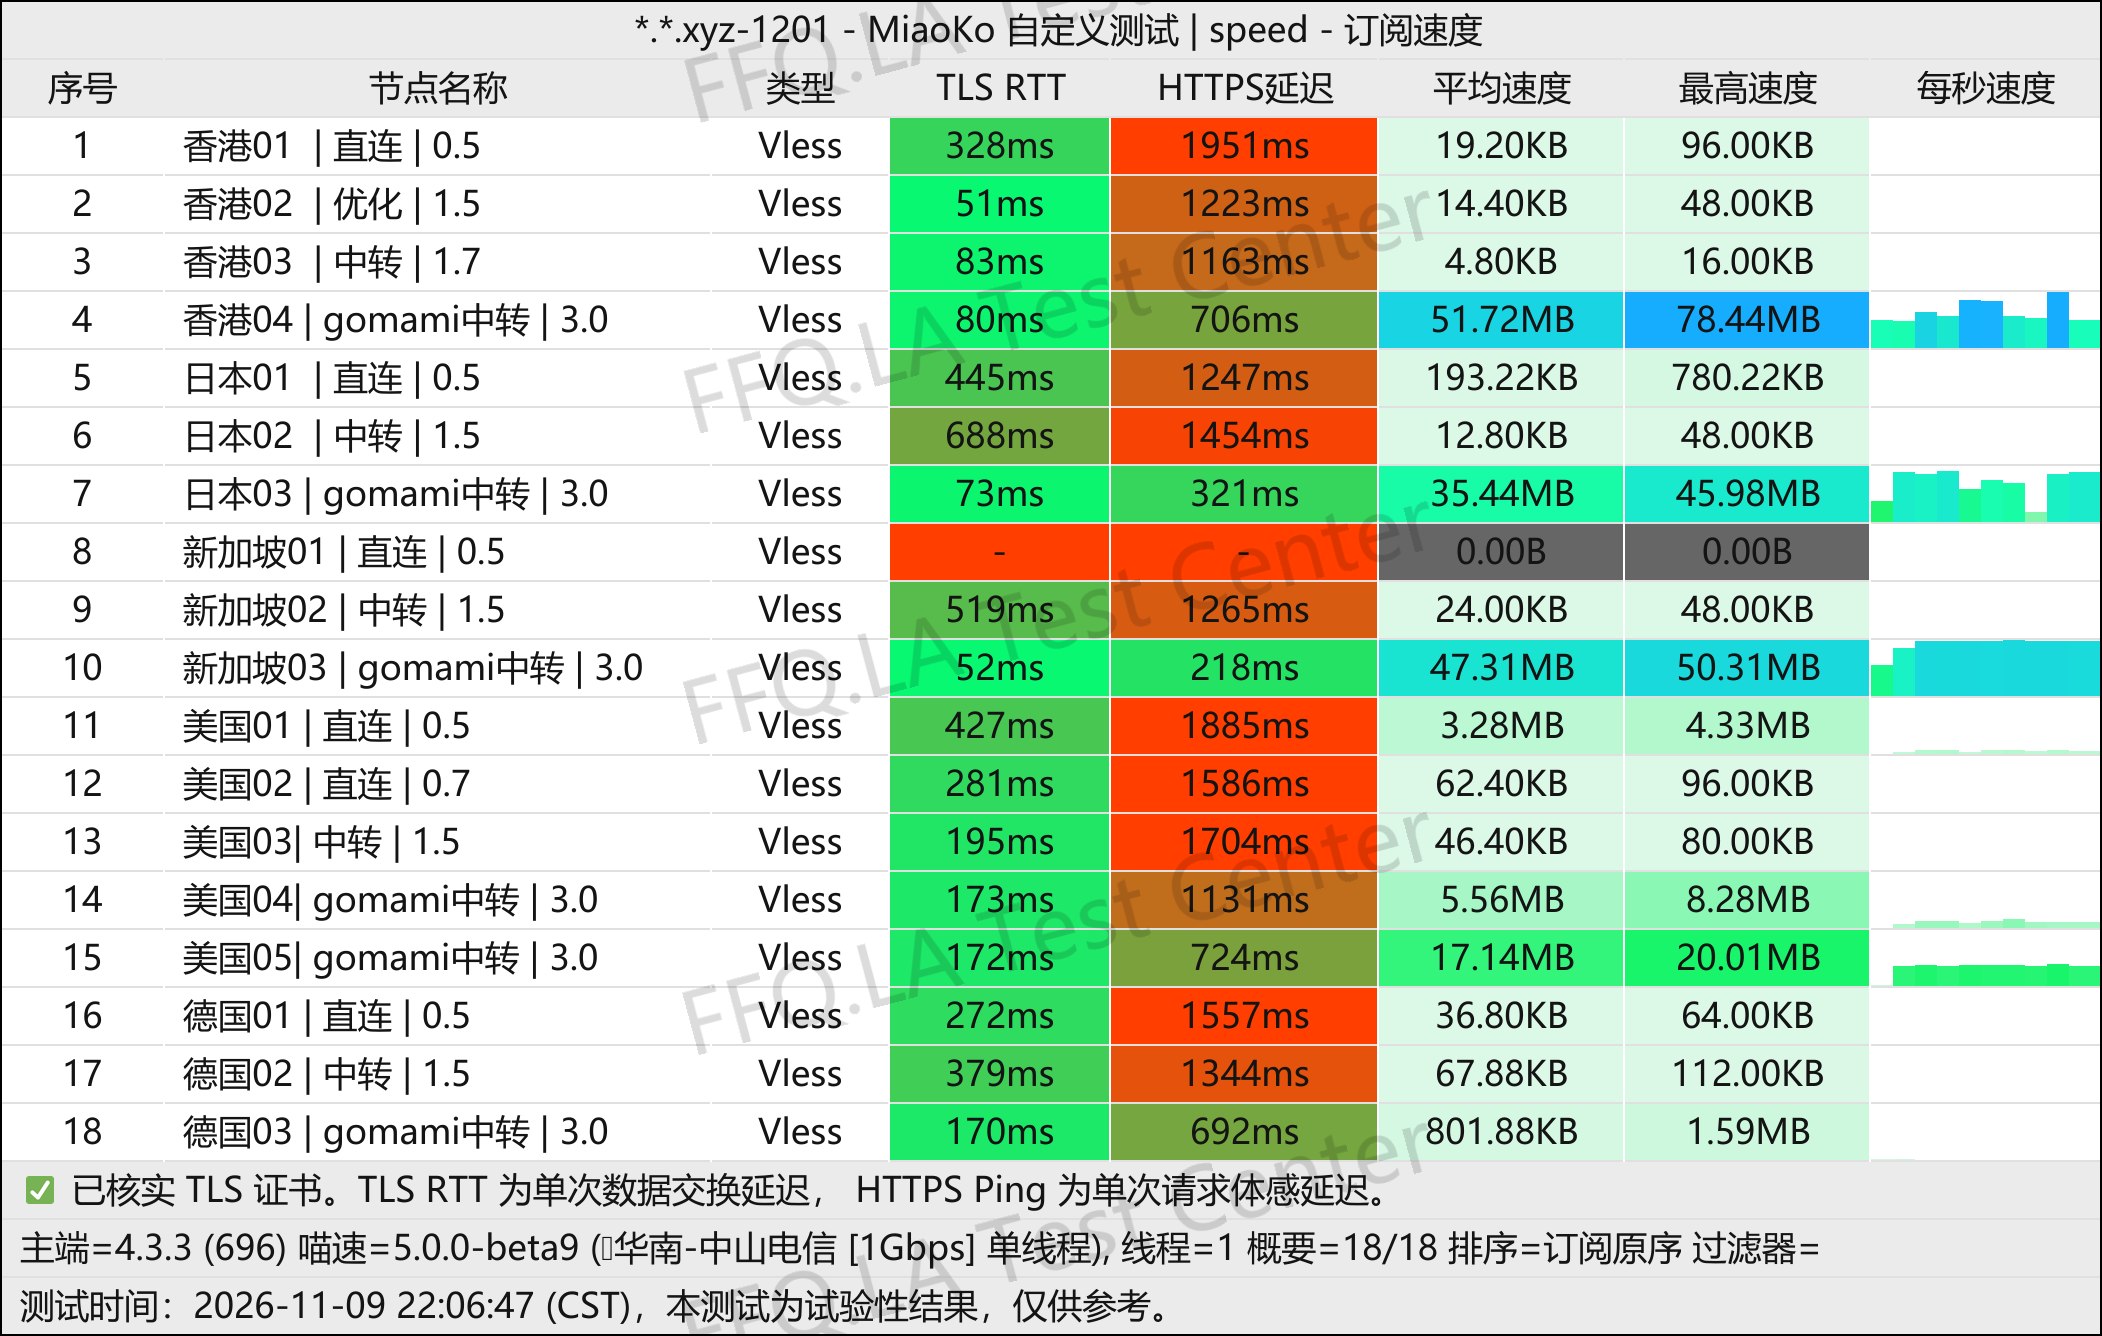 *.*.xyz-1201 - MiaoKo 自定义测试 | speed - 订阅速度
序号 节点名称 类型 TLS RTT HTTPS延迟 平均速度 最高速度 每秒速度
1 香港01 | 直连 | 0.5 Vless 328ms 1951ms 19.20KB 96.00KB
2 香港02 | 优化 | 1.5 Vless 51ms 1223ms 14.40KB 48.00KB
3 香港03 | 中转 | 1.7 Vless 83ms 1163ms 4.80KB 16.00KB
4 香港04 | gomami中转 | 3.0 Vless 80ms 706ms 51.72MB 78.44MB
5 日本01 | 直连 | 0.5 Vless 445ms 1247ms 193.22KB 780.22KB
6 日本02 | 中转 | 1.5 Vless 688ms 1454ms 12.80KB 48.00KB
7 日本03 | gomami中转 | 3.0 Vless 73ms 321ms 35.44MB 45.98MB
8 新加坡01 | 直连 | 0.5 Vless - - 0.00B 0.00B
9 新加坡02 | 中转 | 1.5 Vless 519ms 1265ms 24.00KB 48.00KB
10 新加坡03 | gomami中转 | 3.0 Vless 52ms 218ms 47.31MB 50.31MB
11 美国01 | 直连 | 0.5 Vless 427ms 1885ms 3.28MB 4.33MB
12 美国02 | 直连 | 0.7 Vless 281ms 1586ms 62.40KB 96.00KB
13 美国03| 中转 | 1.5 Vless 195ms 1704ms 46.40KB 80.00KB
14 美国04| gomami中转 | 3.0 Vless 173ms 1131ms 5.56MB 8.28MB
15 美国05| gomami中转 | 3.0 Vless 172ms 724ms 17.14MB 20.01MB
16 德国01 | 直连 | 0.5 Vless 272ms 1557ms 36.80KB 64.00KB
17 德国02 | 中转 | 1.5 Vless 379ms 1344ms 67.88KB 112.00KB
18 德国03 | gomami中转 | 3.0 Vless 170ms 692ms 801.88KB 1.59MB
✅ 已核实 TLS 证书。TLS RTT 为单次数据交换延迟， HTTPS Ping 为单次请求体感延迟。
主端=4.3.3 (696) 喵速=5.0.0-beta9 (华南-中山电信 [1Gbps] 单线程), 线程=1 概要=18/18 排序=订阅原序 过滤器=
测试时间：2026-11-09 22:06:47 (CST)，本测试为试验性结果，仅供参考。
FFQ.LA Test Center
FFQ.LA Test Center
FFQ.LA Test Center
FFQ.LA Test Center
FFQ.LA Test Center